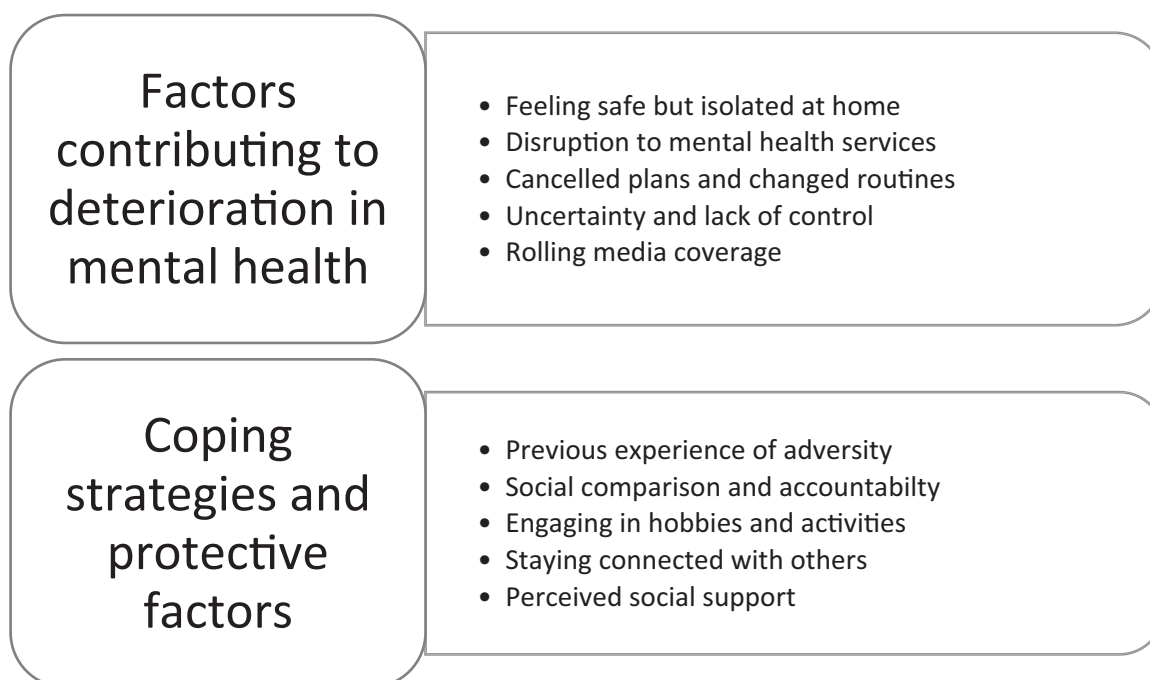 Factors
contributing to
deterioration in
mental health
• Feeling safe but isolated at home
• Disruption to mental health services
• Cancelled plans and changed routines
• Uncertainty and lack of control
• Rolling media coverage
Coping
strategies and
protective
factors
• Previous experience of adversity
• Social comparison and accountabilty
• Engaging in hobbies and activities
• Staying connected with others
• Perceived social support